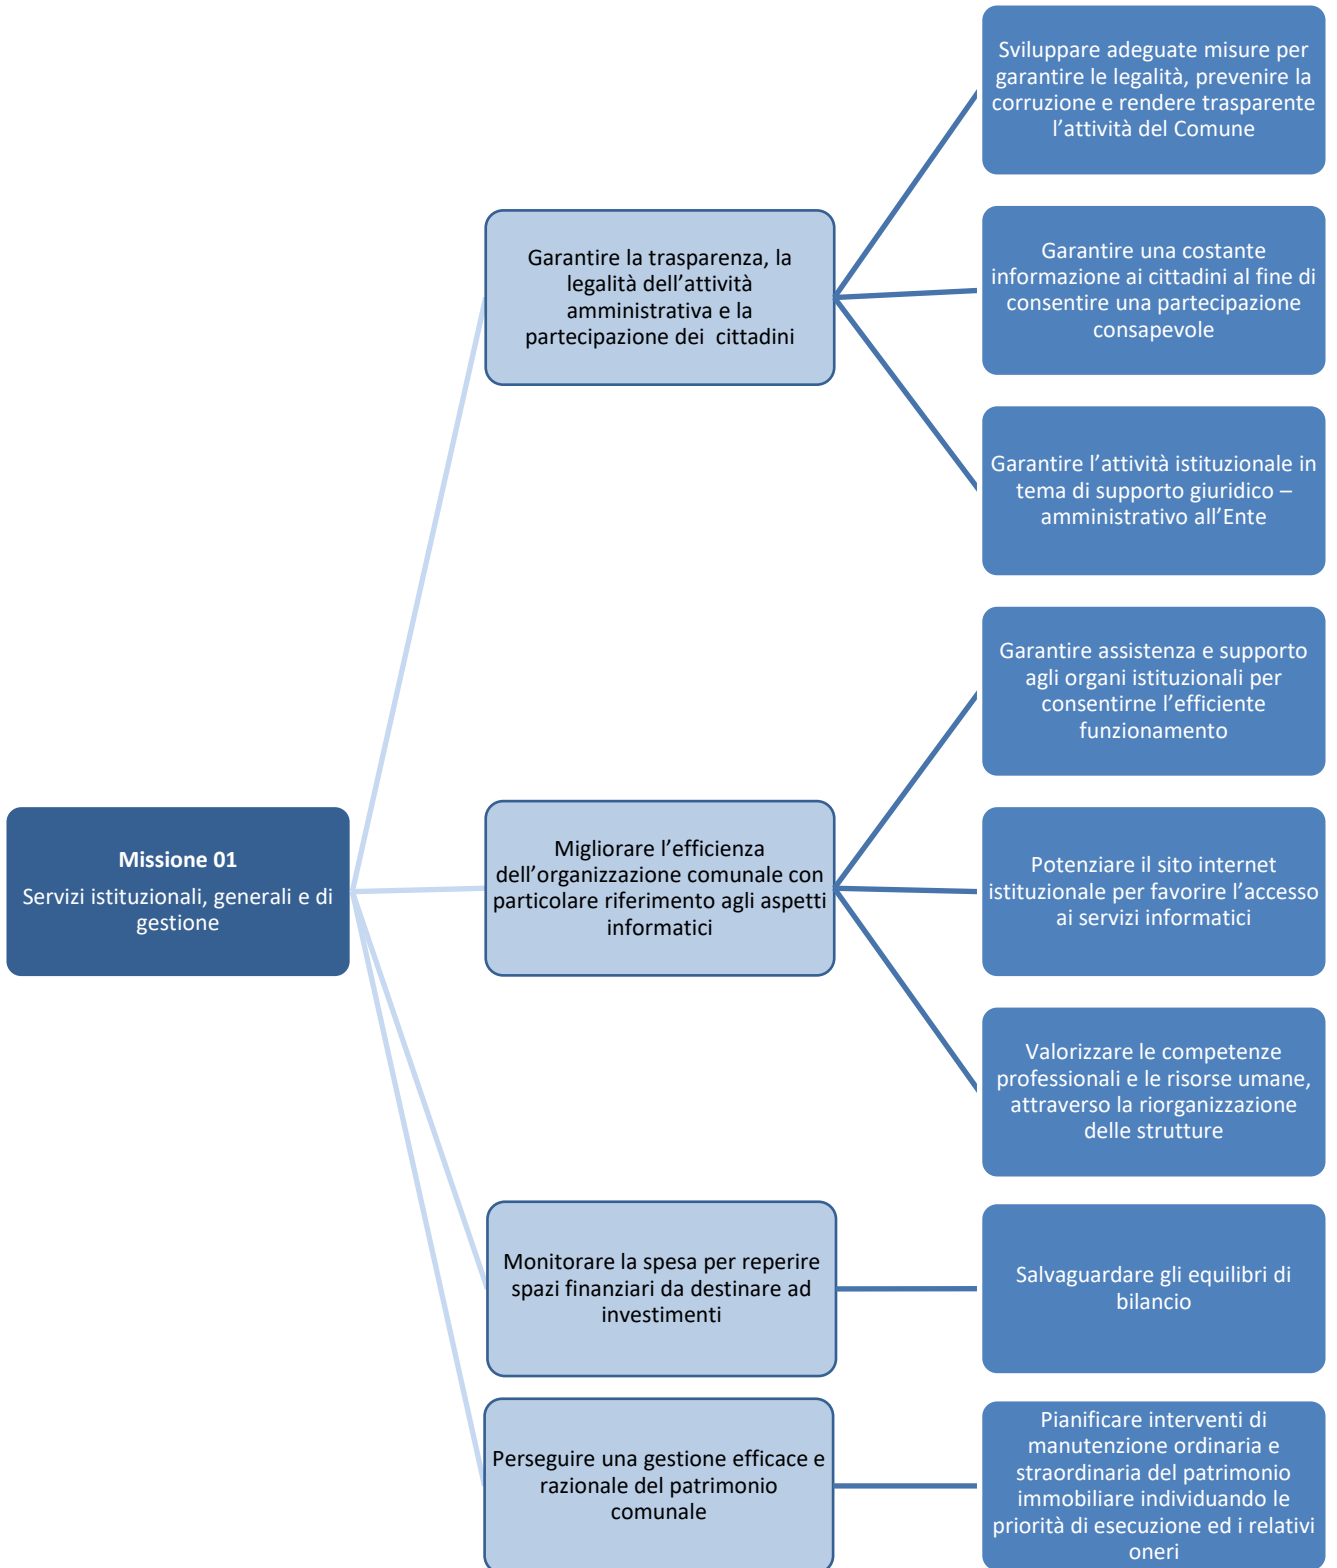 Missione 01
Servizi istituzionali, generali e di
gestione
Garantire la trasparenza, la
legalità dell’attività
amministrativa e la
partecipazione dei  cittadini
Sviluppare adeguate misure per
garantire le legalità, prevenire la
corruzione e rendere trasparente
l’attività del Comune
Garantire una costante
informazione ai cittadini al fine di
consentire una partecipazione
consapevole
Garantire l’attività istituzionale in
tema di supporto giuridico –
amministrativo all’Ente
Migliorare l’efficienza
dell’organizzazione comunale con
particolare riferimento agli aspetti
informatici
Garantire assistenza e supporto
agli organi istituzionali per
consentirne l’efficiente
funzionamento
Potenziare il sito internet
istituzionale per favorire l’accesso
ai servizi informatici
Valorizzare le competenze
professionali e le risorse umane,
attraverso la riorganizzazione
delle strutture
Monitorare la spesa per reperire
spazi finanziari da destinare ad
investimenti
Salvaguardare gli equilibri di
bilancio
Perseguire una gestione efficace e
razionale del patrimonio
comunale
Pianificare interventi di
manutenzione ordinaria e
straordinaria del patrimonio
immobiliare individuando le
priorità di esecuzione ed i relativi
oneri